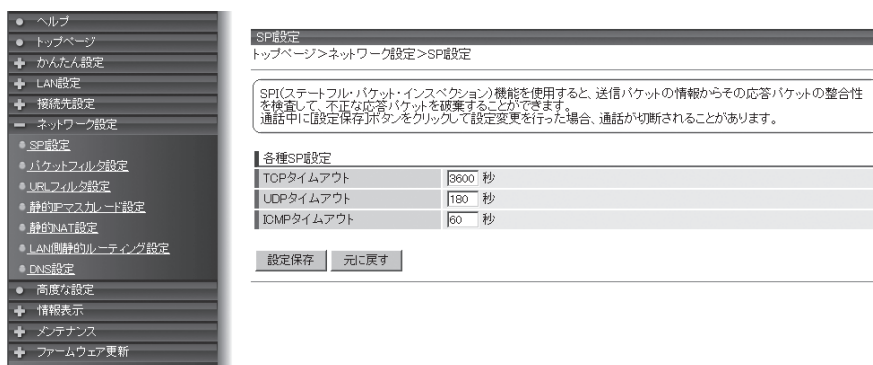 ヘルプ
トップページ
かんたん設定
LAN設定
接続先設定
ネットワーク設定
SPI設定
パケットフィルタ設定
URLフィルタ設定
静的IPマスカレード設定
静的NAT設定
LAN側静的ルーティング設定
DNS設定
高度な設定
情報表示
メンテナンス
ファームウェア更新
SPI設定
トップページ＞ネットワーク設定＞SPI設定
SPI(ステートフル・パケット・インスペクション)機能を使用すると、送信パケットの情報からその応答パケットの整合性
を検査して、不正な応答パケットを破棄することができます。
通話中に[設定保存]ボタンをクリックして設定変更を行った場合、通話が切断されることがあります。
各種SPI設定
TCPタイムアウト 3600 秒
UDPタイムアウト 180 秒
ICMPタイムアウト 60 秒
設定保存 元に戻す